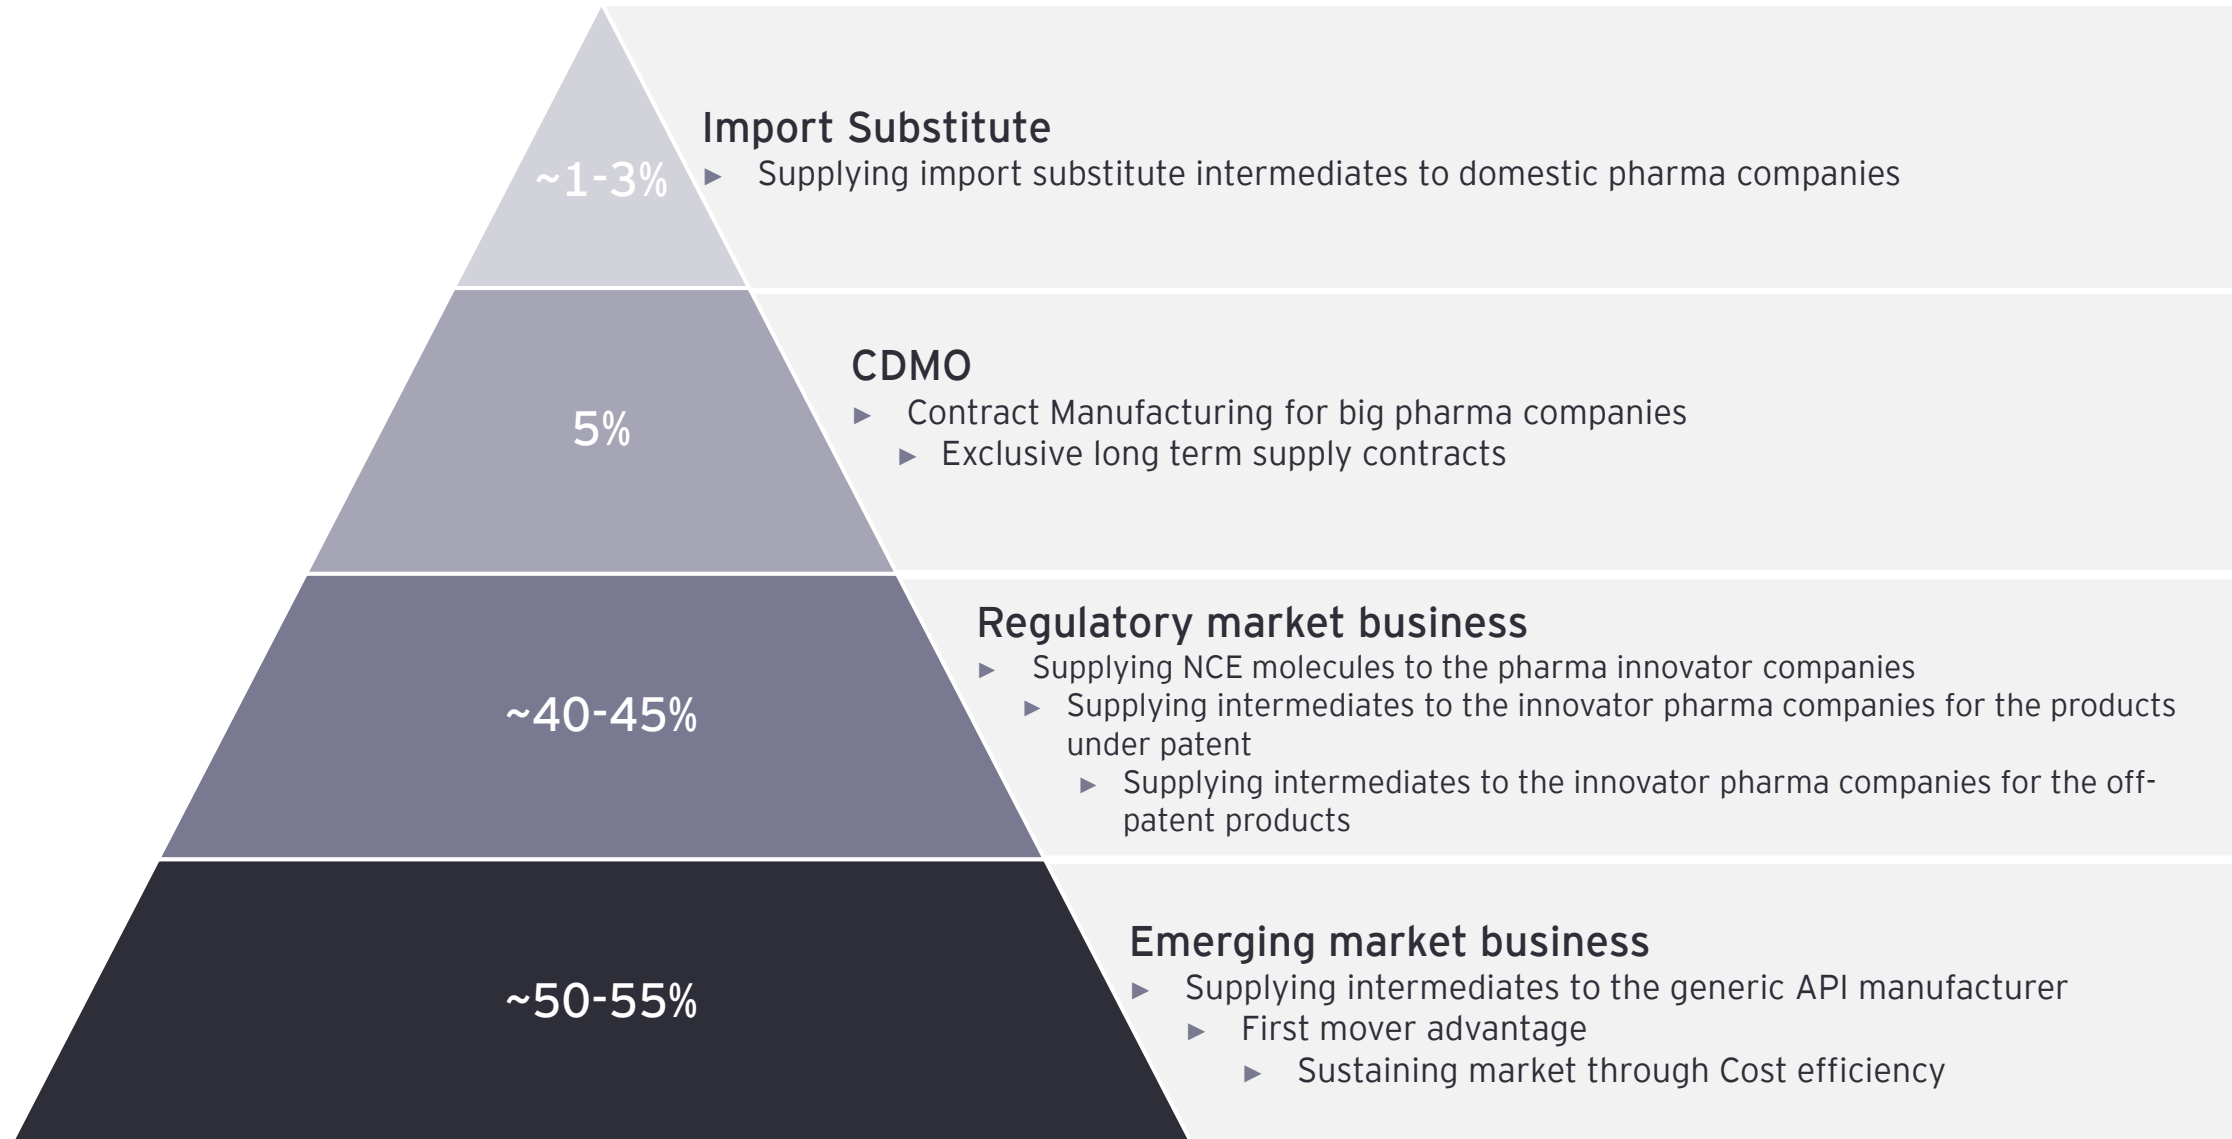 Import Substitute
~1-3%
► Supplying import substitute intermediates to domestic pharma companies
CDMO
5%
► Contract Manufacturing for big pharma companies
► Exclusive long term supply contracts
Regulatory market business
~40-45%
► Supplying NCE molecules to the pharma innovator companies
► Supplying intermediates to the innovator pharma companies for the products
under patent
► Supplying intermediates to the innovator pharma companies for the off-
patent products
Emerging market business
~50-55%
► Supplying intermediates to the generic API manufacturer
► First mover advantage
► Sustaining market through Cost efficiency